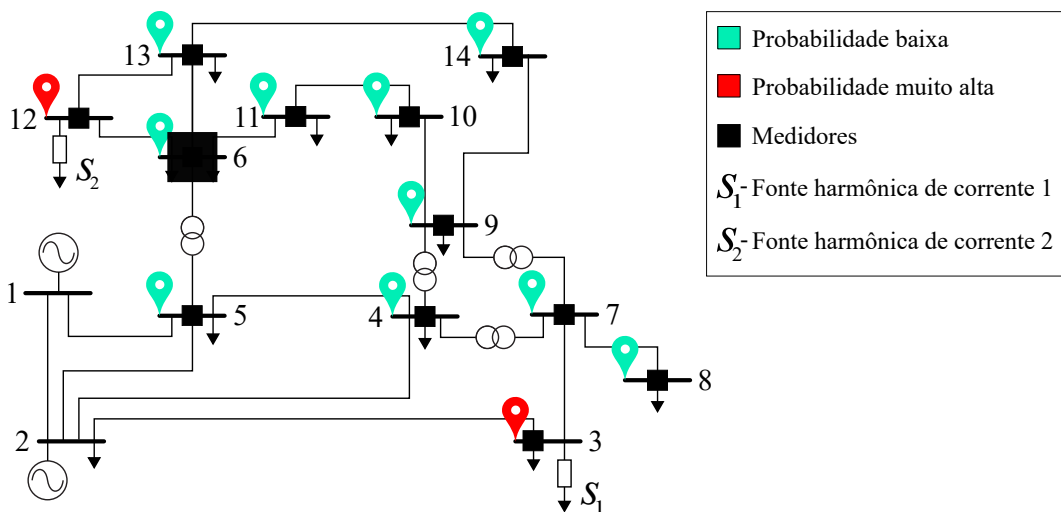 13
14
12
11
10
6
S2
9
1
5
4
7
8
2
3
S1
Probabilidade baixa
Probabilidade muito alta
Medidores
S1- Fonte harmônica de corrente 1
S2- Fonte harmônica de corrente 2